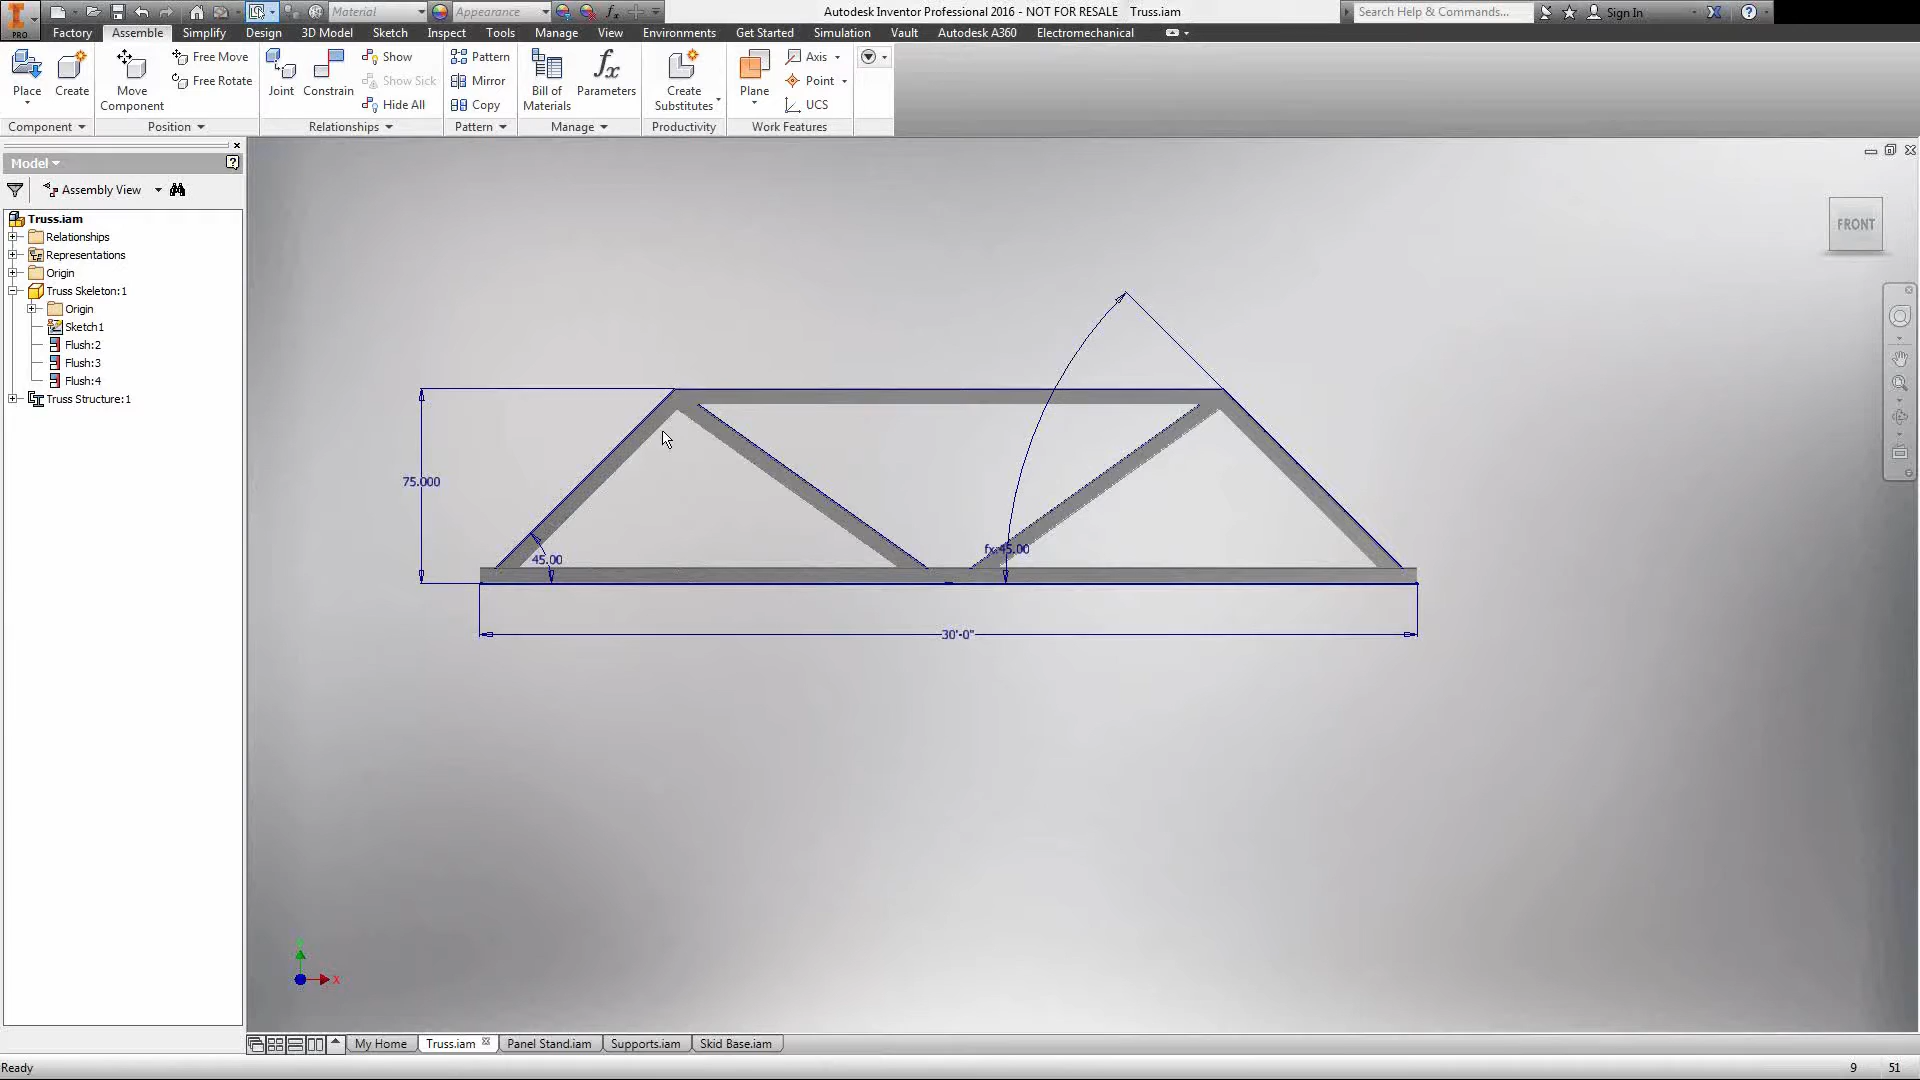 Material
Appearance
Autodesk Inventor Professional 2016 - NOT FOR RESALE Truss.iam
Search Help & Commands...
Sign In
PRO
Factory Assemble Simplify Design 3D Model Sketch Inspect Tools Manage View Environments Get Started Simulation Vault Autodesk A360 Electromechanical
Place
Create
Move Component
Free Move
Free Rotate
Joint
Constrain
Show
Show Sick
Hide All
Pattern
Mirror
Copy
Bill of Materials
fx
Parameters
Create Substitutes
Plane
Axis
Point
UCS
Component Position Relationships Pattern Manage Productivity Work Features
Model
Assembly View
Truss.iam
Relationships
Representations
Origin
Truss Skeleton:1
Origin
Sketch1
Flush:2
Flush:3
Flush:4
Truss Structure:1
FRONT
75.000
45.00
fx:45.00
30'-0"
X
My Home Truss.iam Panel Stand.iam Supports.iam Skid Base.iam
Ready
9 51